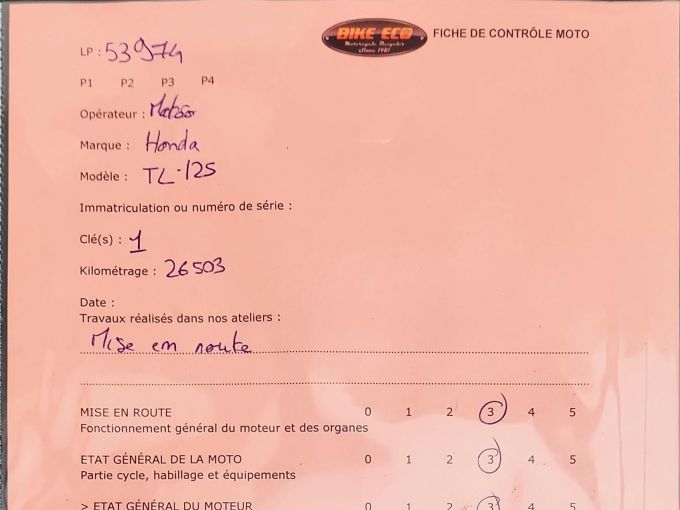 BIKE ECO
Motorcycle Recycler
Since 1981
FICHE DE CONTRÔLE MOTO
LP : 53974
P1 P2 P3 P4
Opérateur :
Marque : Honda
Modèle : TL-125
Immatriculation ou numéro de série :
Clé(s) : 1
Kilométrage : 26503
Date :
Travaux réalisés dans nos ateliers :
Mise en route
MISE EN ROUTE 0 1 2 3 4 5
Fonctionnement général du moteur et des organes
ETAT GÉNÉRAL DE LA MOTO 0 1 2 3 4 5
Partie cycle, habillage et équipements
> ETAT GÉNÉRAL DU MOTEUR 0 1 2 3 4 5